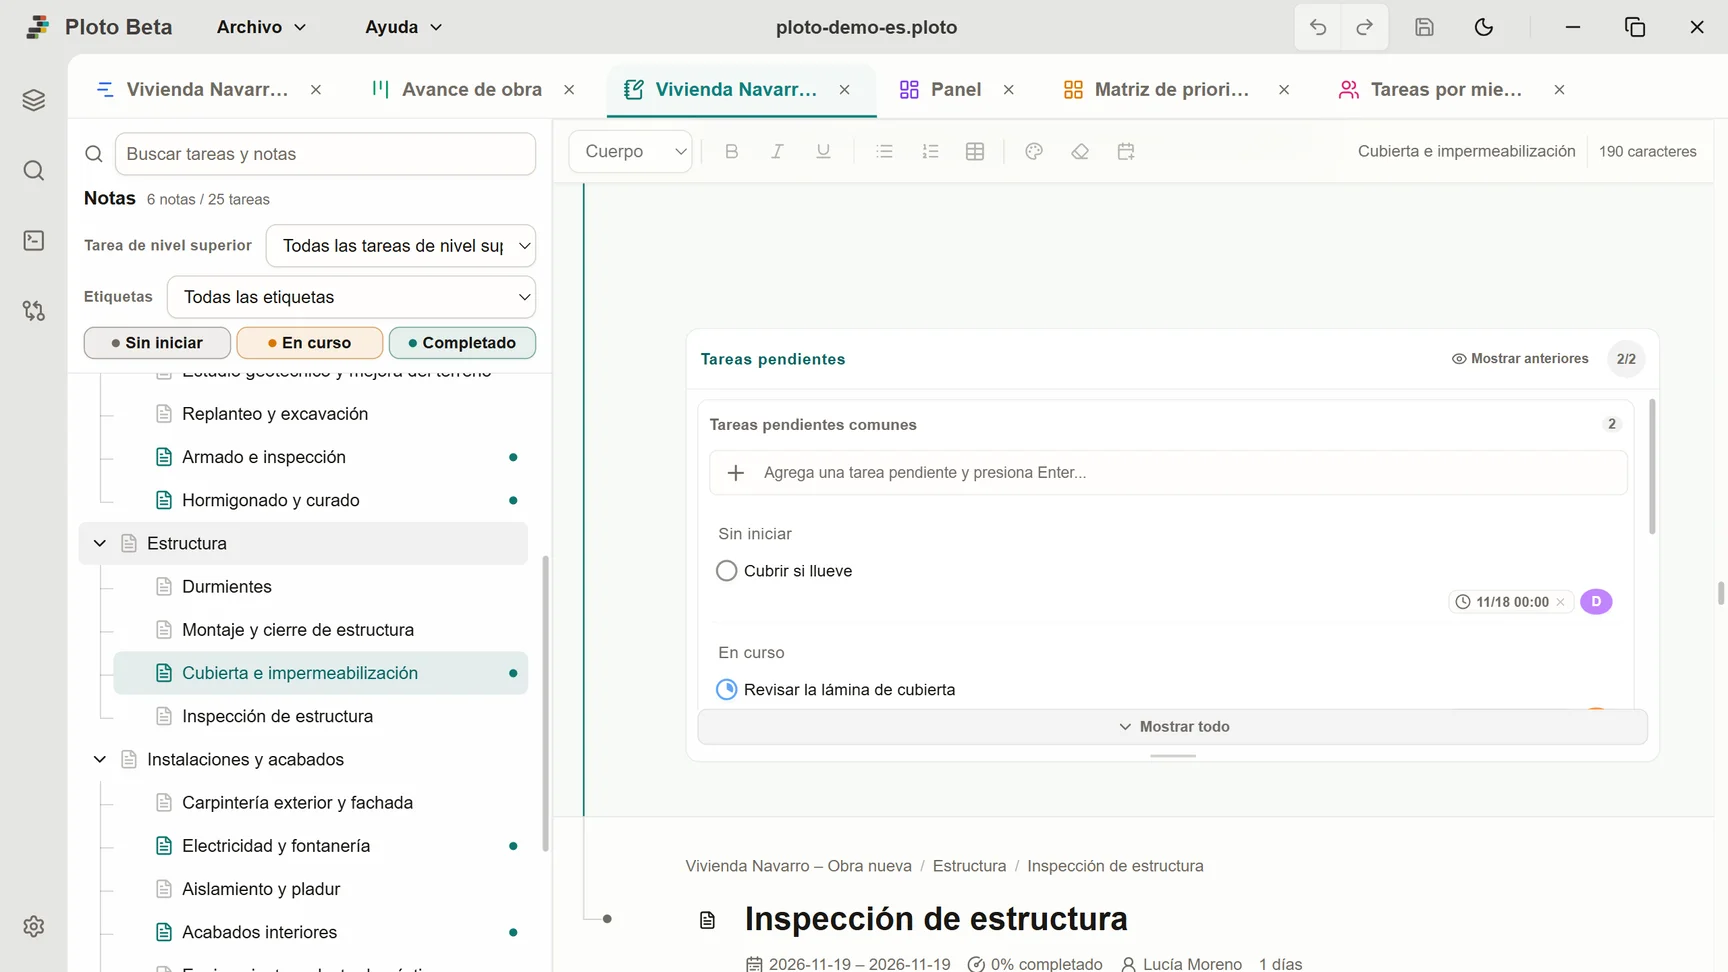 Ploto Beta
Archivo
Ayuda
ploto-demo-es.ploto
Vivienda Navarr...
Avance de obra
Vivienda Navarr...
Panel
Matriz de priori...
Tareas por mie...
Buscar tareas y notas
Notas 6 notas / 25 tareas
Tarea de nivel superior
Todas las tareas de nivel sup
Etiquetas
Todas las etiquetas
Sin iniciar
En curso
Completado
Estudio geotécnico y mejora del terreno
Replanteo y excavación
Armado e inspección
Hormigonado y curado
Estructura
Durmientes
Montaje y cierre de estructura
Cubierta e impermeabilización
Inspección de estructura
Instalaciones y acabados
Carpintería exterior y fachada
Electricidad y fontanería
Aislamiento y pladur
Acabados interiores
Cuerpo
B I U
Cubierta e impermeabilización
190 caracteres
Tareas pendientes
Mostrar anteriores
2/2
Tareas pendientes comunes
2
Agrega una tarea pendiente y presiona Enter...
Sin iniciar
Cubrir si llueve
11/18 00:00
D
En curso
Revisar la lámina de cubierta
Mostrar todo
Vivienda Navarro – Obra nueva / Estructura / Inspección de estructura
Inspección de estructura
2026-11-19 – 2026-11-19
0% completado
Lucía Moreno
1 días